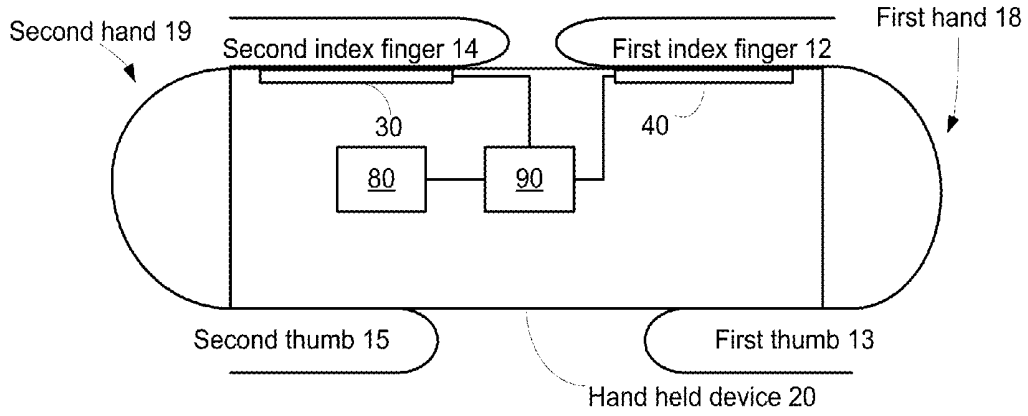 First hand 18
Second hand 19
Second index finger 14
First index finger 12
30
40
80
90
Second thumb 15
First thumb 13
Hand held device 20